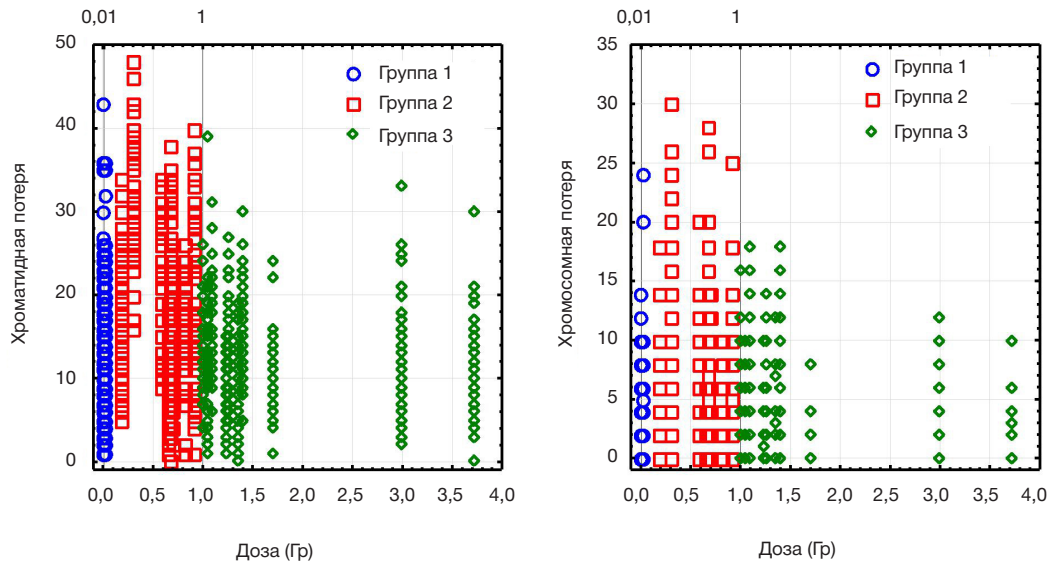 0,01 1
50
40
30
20
10
0
Хроматидная потеря
Группа 1
Группа 2
Группа 3
0,0 0,5 1,0 1,5 2,0 2,5 3,0 3,5 4,0
Доза (Гр)
0,01 1
35
30
25
20
15
10
5
0
Хромосомная потеря
Группа 1
Группа 2
Группа 3
0,0 0,5 1,0 1,5 2,0 2,5 3,0 3,5 4,0
Доза (Гр)